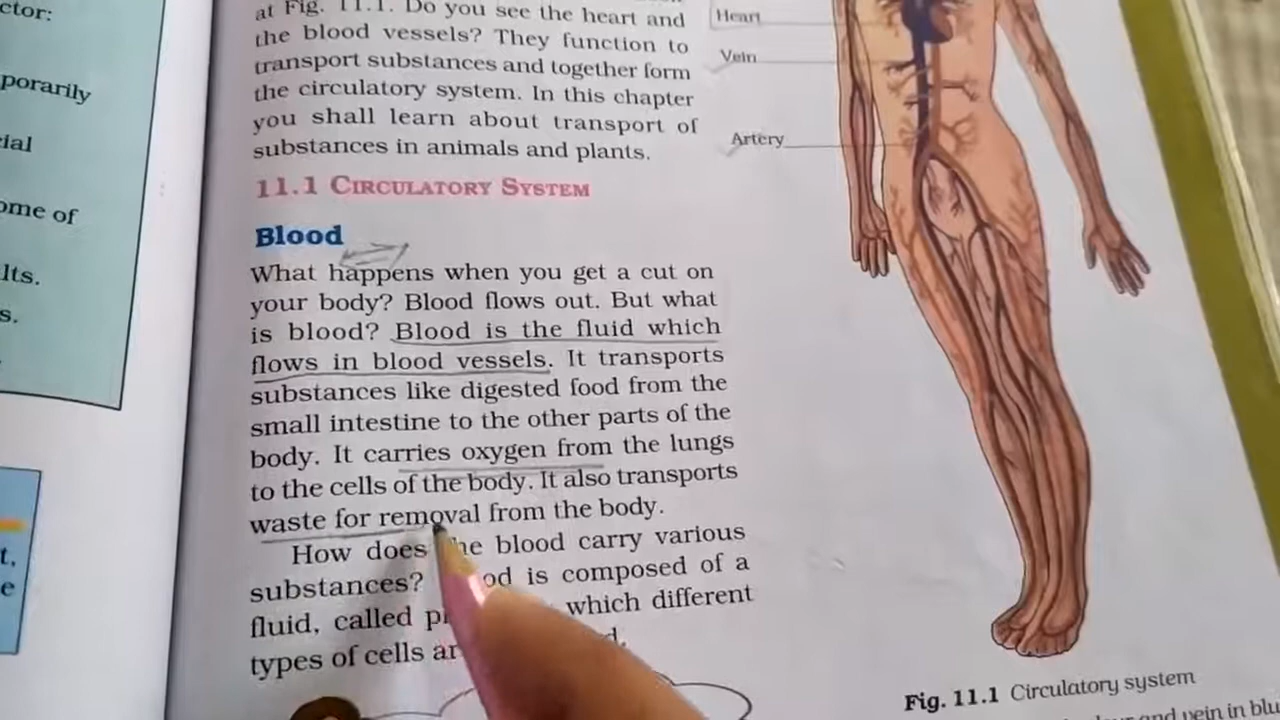 ctor:
porarily
cial
ome of
lts.
s.
t,
e
at Fig. 11.1. Do you see the heart and
the blood vessels? They function to
transport substances and together form
the circulatory system. In this chapter
you shall learn about transport of
substances in animals and plants.
11.1 CIRCULATORY SYSTEM
Blood
What happens when you get a cut on
your body? Blood flows out. But what
is blood? Blood is the fluid which
flows in blood vessels. It transports
substances like digested food from the
small intestine to the other parts of the
body. It carries oxygen from the lungs
to the cells of the body. It also transports
waste for removal from the body.
How does the blood carry various
substances? od is composed of a
fluid, called which different
types of cells
Heart
Vein
Artery
Fig. 11.1 Circulatory system
and vein in blu